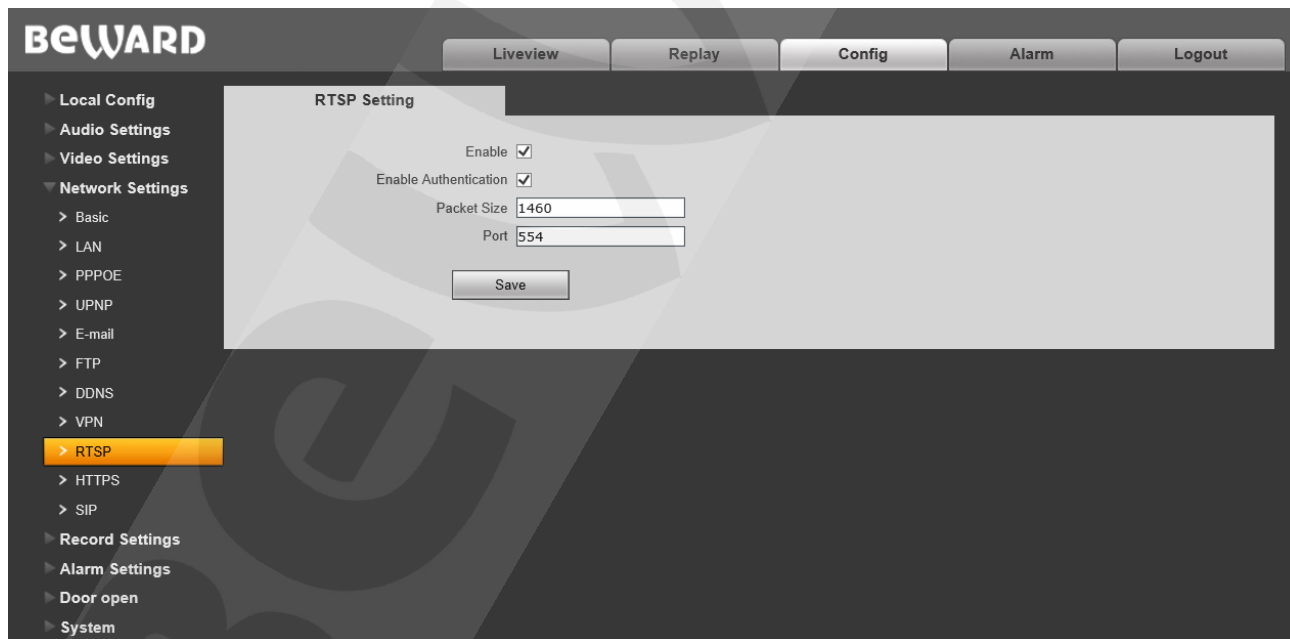 BEWARD
Liveview Replay Config Alarm Logout
Local Config
Audio Settings
Video Settings
Network Settings
> Basic
> LAN
> PPPOE
> UPNP
> E-mail
> FTP
> DDNS
> VPN
> RTSP
> HTTPS
> SIP
Record Settings
Alarm Settings
Door open
System
RTSP Setting
Enable
Enable Authentication
Packet Size 1460
Port 554
Save